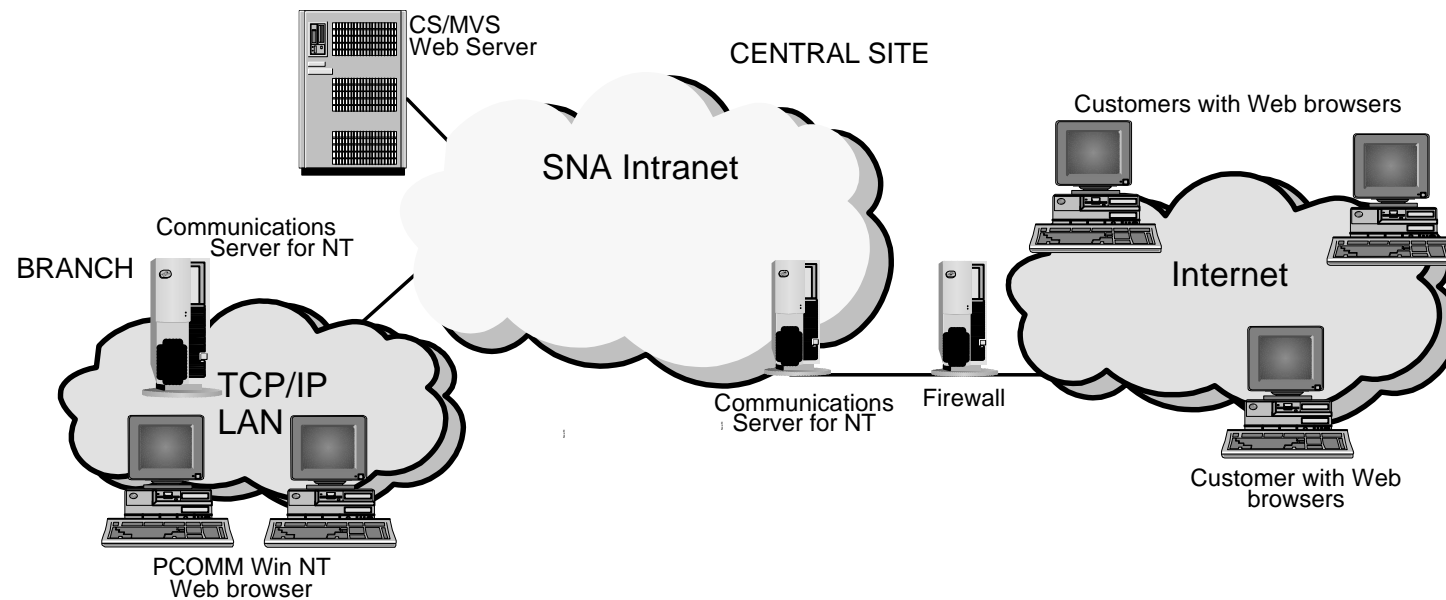 CS/MVS
Web Server
CENTRAL SITE
Customers with Web browsers
SNA Intranet
Communications
Server for NT
BRANCH
Internet
TCP/IP
LAN
Communications
Server for NT
Firewall
Customer with Web
browsers
PCOMM Win NT
Web browser